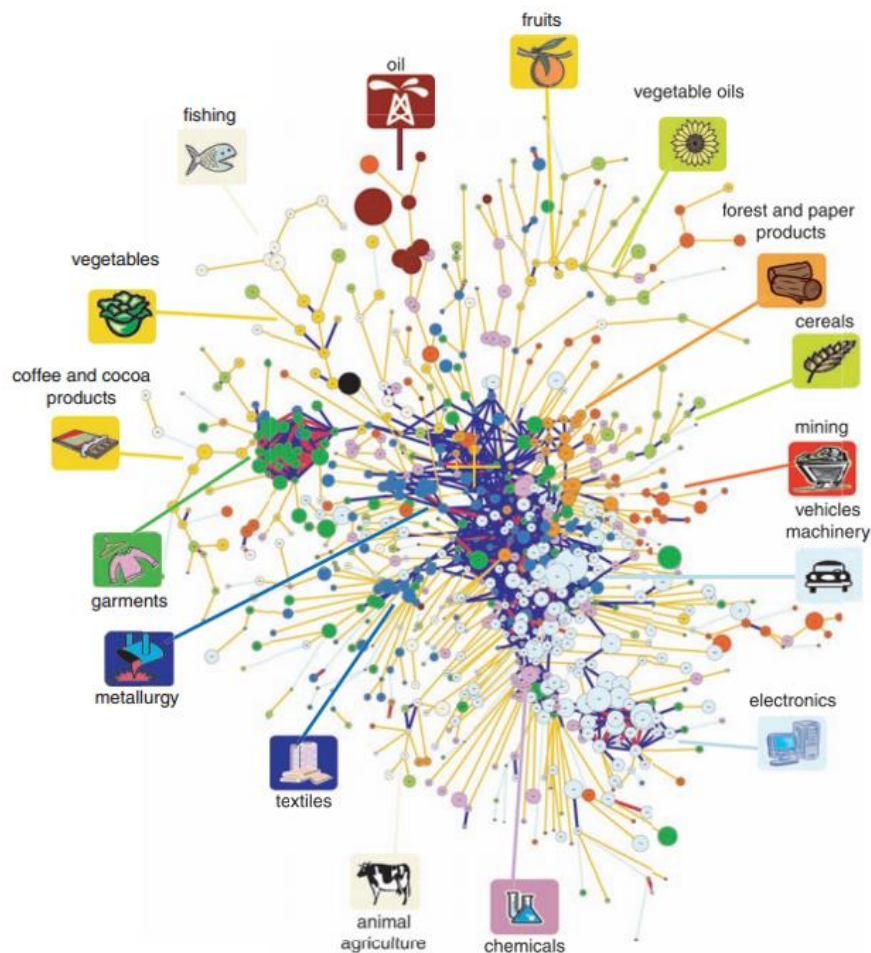 fruits
oil
vegetable oils
fishing
forest and paper
products
vegetables
cereals
coffee and cocoa
products
mining
vehicles
machinery
garments
metallurgy
electronics
textiles
animal
agriculture
chemicals